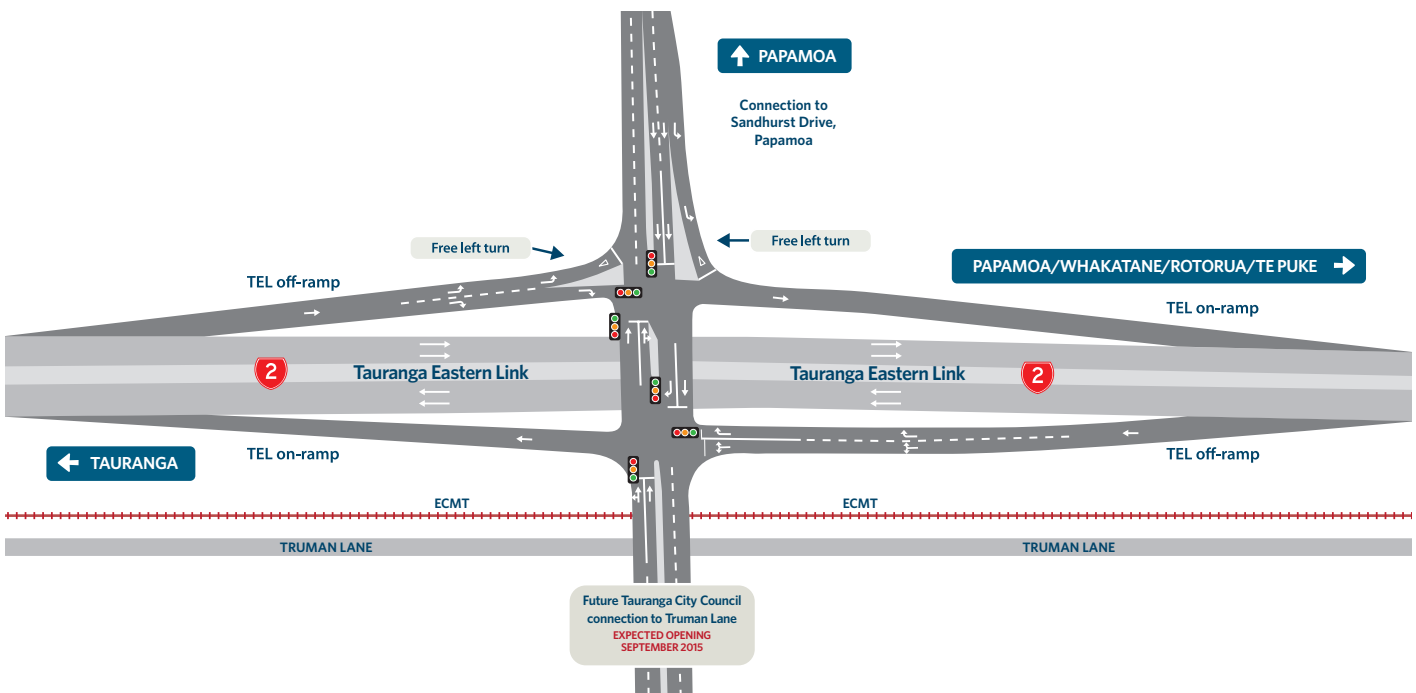 PAPAMOA
Connection to
Sandhurst Drive,
Papamoa
Free left turn
Free left turn
PAPAMOA/WHAKATANE/ROTORUA/TE PUKE
TEL off-ramp
TEL on-ramp
2
Tauranga Eastern Link
Tauranga Eastern Link
2
TAURANGA
TEL on-ramp
TEL off-ramp
ECMT
ECMT
TRUMAN LANE
TRUMAN LANE
Future Tauranga City Council
connection to Truman Lane
EXPECTED OPENING
SEPTEMBER 2015